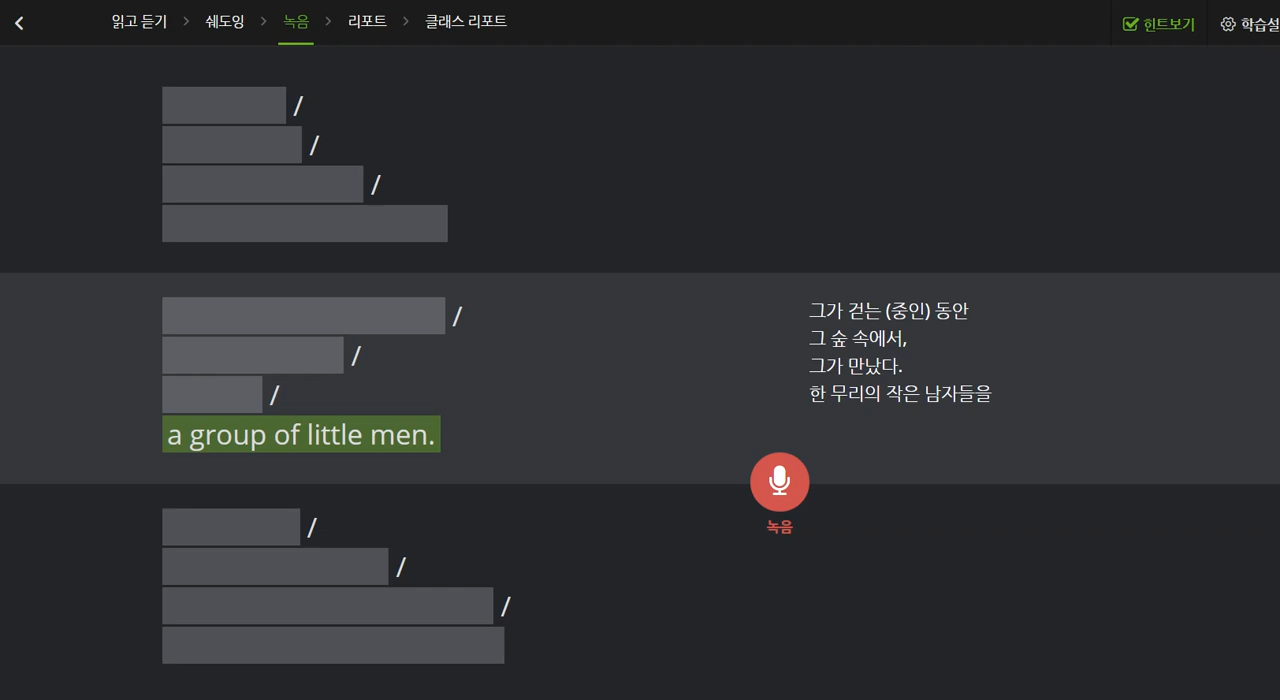 읽고 듣기 > 쉐도잉 > 녹음 > 리포트 > 클래스 리포트
힌트보기
학습설
/
/
/
/
그가 걷는 (중인) 동안
/
그 숲 속에서,
/
그가 만났다.
a group of little men.
한 무리의 작은 남자들을
녹음
/
/
/